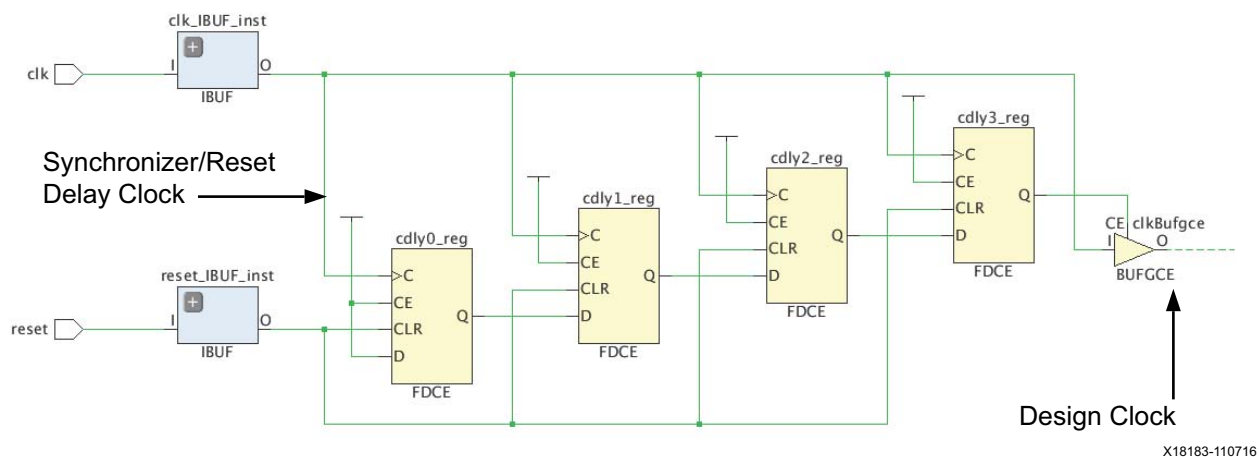 clk_IBUF_inst
clk
I
O
IBUF
Synchronizer/Reset
Delay Clock
cdly0_reg
C
CE
CLR
D
Q
FDCE
cdly1_reg
C
CE
CLR
D
Q
FDCE
cdly2_reg
C
CE
CLR
D
Q
FDCE
cdly3_reg
C
CE
CLR
D
Q
FDCE
CE clkBufgce
I
O
BUFGCE
reset_IBUF_inst
reset
I
O
IBUF
Design Clock
X18183-110716